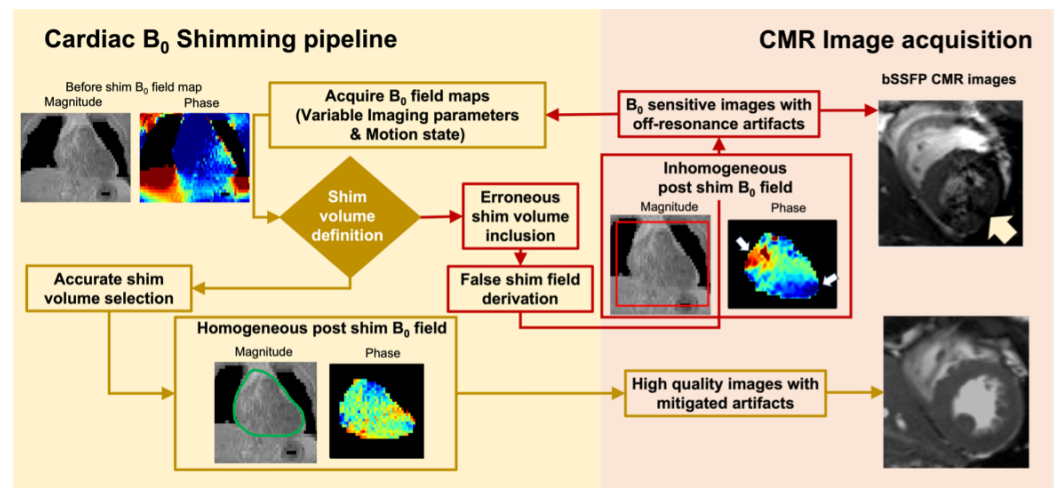 Cardiac B₀ Shimming pipeline
CMR Image acquisition
Before shim B₀ field map
Magnitude
Phase
Acquire B₀ field maps
(Variable Imaging parameters
& Motion state)
B₀ sensitive images with
off-resonance artifacts
bSSFP CMR images
Shim
volume
definition
Erroneous
shim volume
inclusion
Inhomogeneous
post shim B₀ field
Magnitude
Phase
Accurate shim
volume selection
False shim field
derivation
Homogeneous post shim B₀ field
Magnitude
Phase
High quality images with
mitigated artifacts